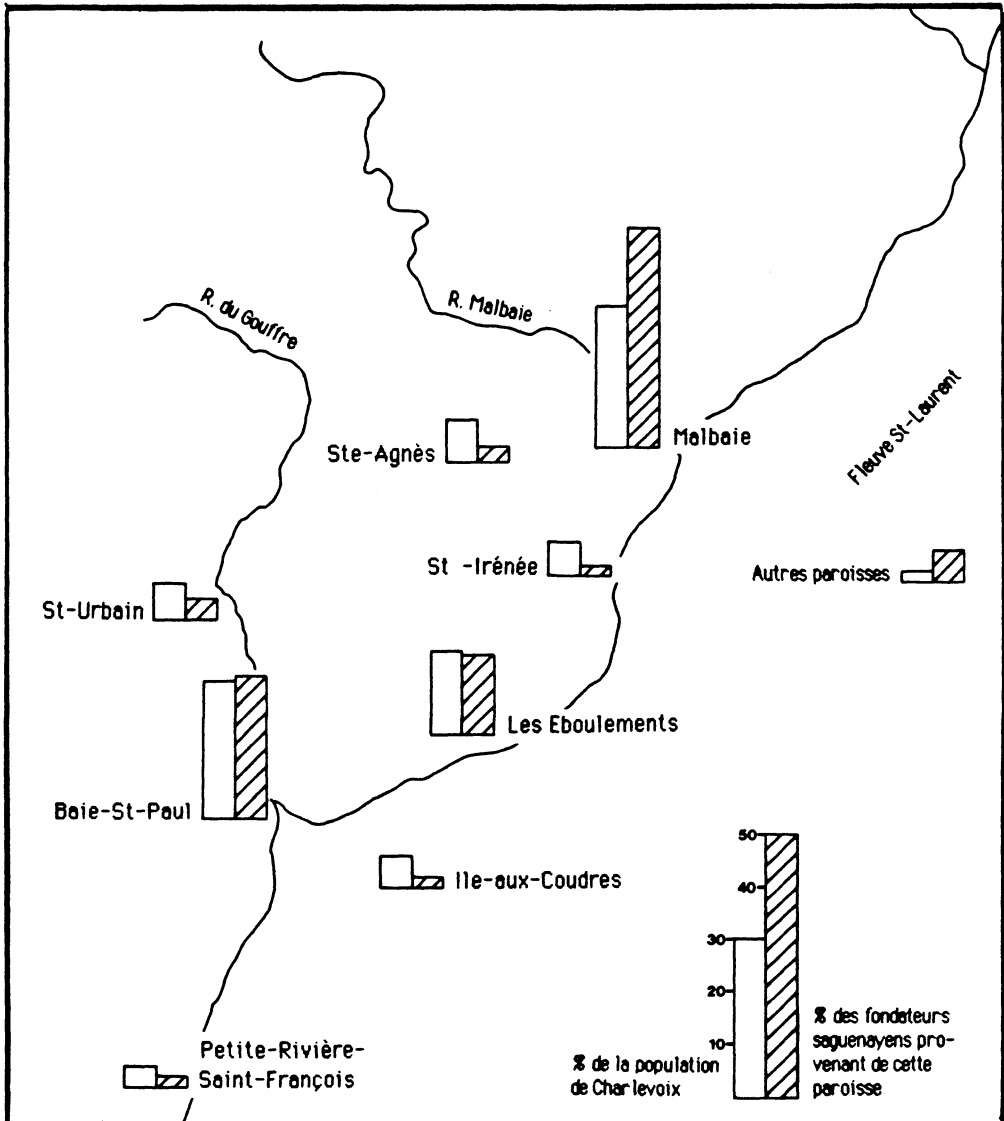 R. du Gouffre
R. Malbaie
Malbaie
Fleuve St-Laurent
Ste-Agnès
St -Irénée
Autres paroisses
St-Urbain
Les Eboulements
Baie-St-Paul
Ile-aux-Coudres
Petite-Rivière-
Saint-François
50
40
30
20
10
% de la population
de Charlevoix
% des fondateurs
saguenayens pro-
venant de cette
paroisse